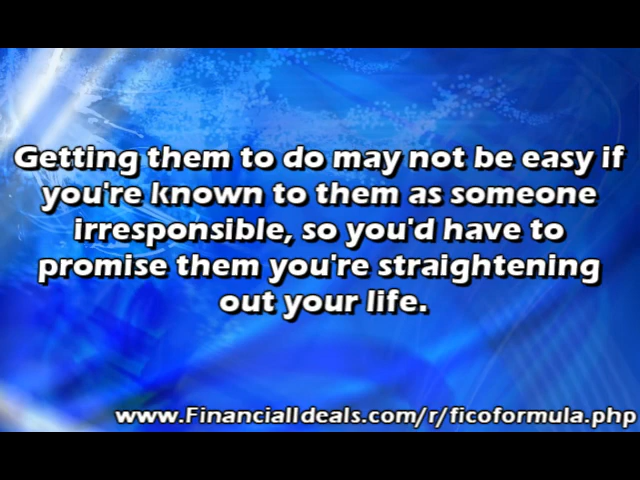 Getting them to do may not be easy if
you're known to them as someone
irresponsible, so you'd have to
promise them you're straightening
out your life.
www.FinancialIdeals.com/r/ficoformula.php